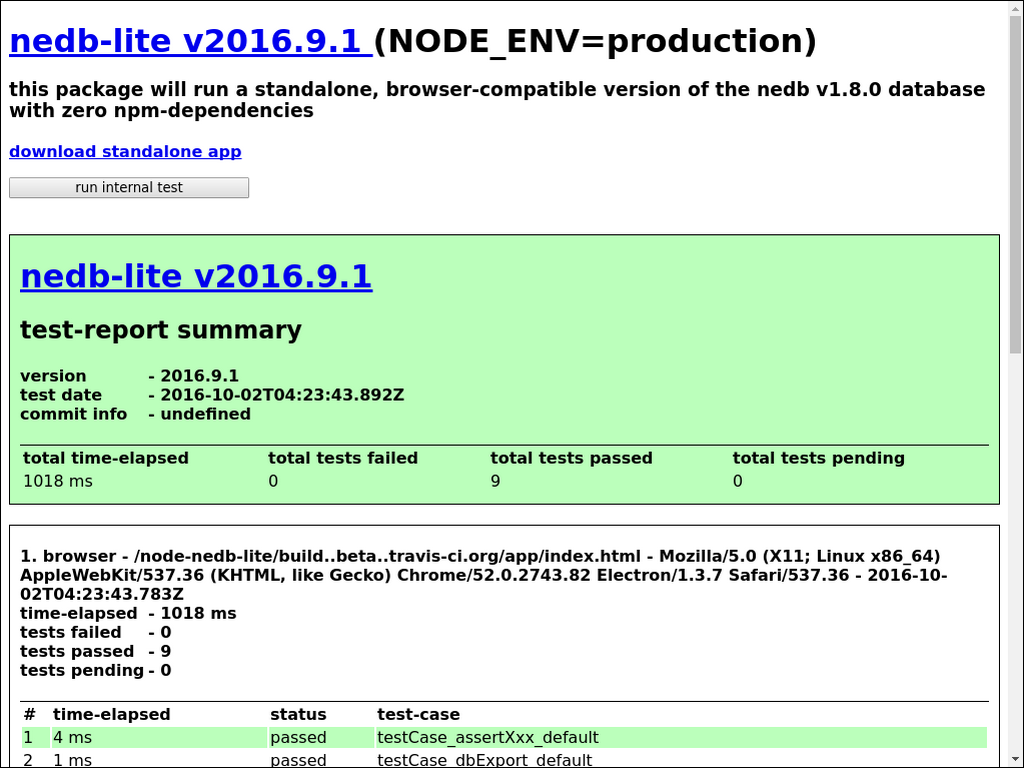 nedb-lite v2016.9.1 (NODE_ENV=production)
this package will run a standalone, browser-compatible version of the nedb v1.8.0 database
with zero npm-dependencies
download standalone app
run internal test
nedb-lite v2016.9.1
test-report summary
version - 2016.9.1
test date - 2016-10-02T04:23:43.892Z
commit info - undefined
total time-elapsed total tests failed total tests passed total tests pending
1018 ms 0 9 0
1. browser - /node-nedb-lite/build..beta..travis-ci.org/app/index.html - Mozilla/5.0 (X11; Linux x86_64)
AppleWebKit/537.36 (KHTML, like Gecko) Chrome/52.0.2743.82 Electron/1.3.7 Safari/537.36 - 2016-10-
02T04:23:43.783Z
time-elapsed - 1018 ms
tests failed - 0
tests passed - 9
tests pending - 0
# time-elapsed status test-case
1 4 ms passed testCase_assertXxx_default
2 1 ms passed testCase_dbExport_default